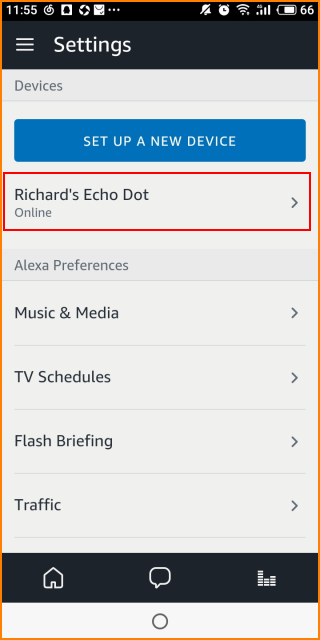 11:55 66
Settings
Devices
SET UP A NEW DEVICE
Richard's Echo Dot
Online
Alexa Preferences
Music & Media
TV Schedules
Flash Briefing
Traffic